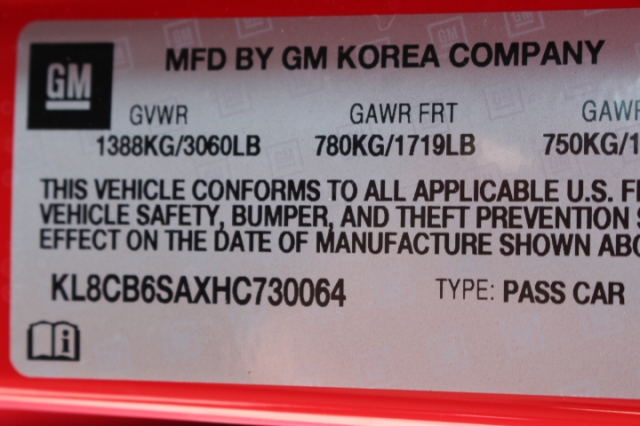 GM MFD BY GM KOREA COMPANY
GVWR GAWR FRT GAWR
1388KG/3060LB 780KG/1719LB 750KG/1
THIS VEHICLE CONFORMS TO ALL APPLICABLE U.S. F
VEHICLE SAFETY, BUMPER, AND THEFT PREVENTION
EFFECT ON THE DATE OF MANUFACTURE SHOWN ABO
KL8CB6SAXHC730064 TYPE: PASS CAR
i